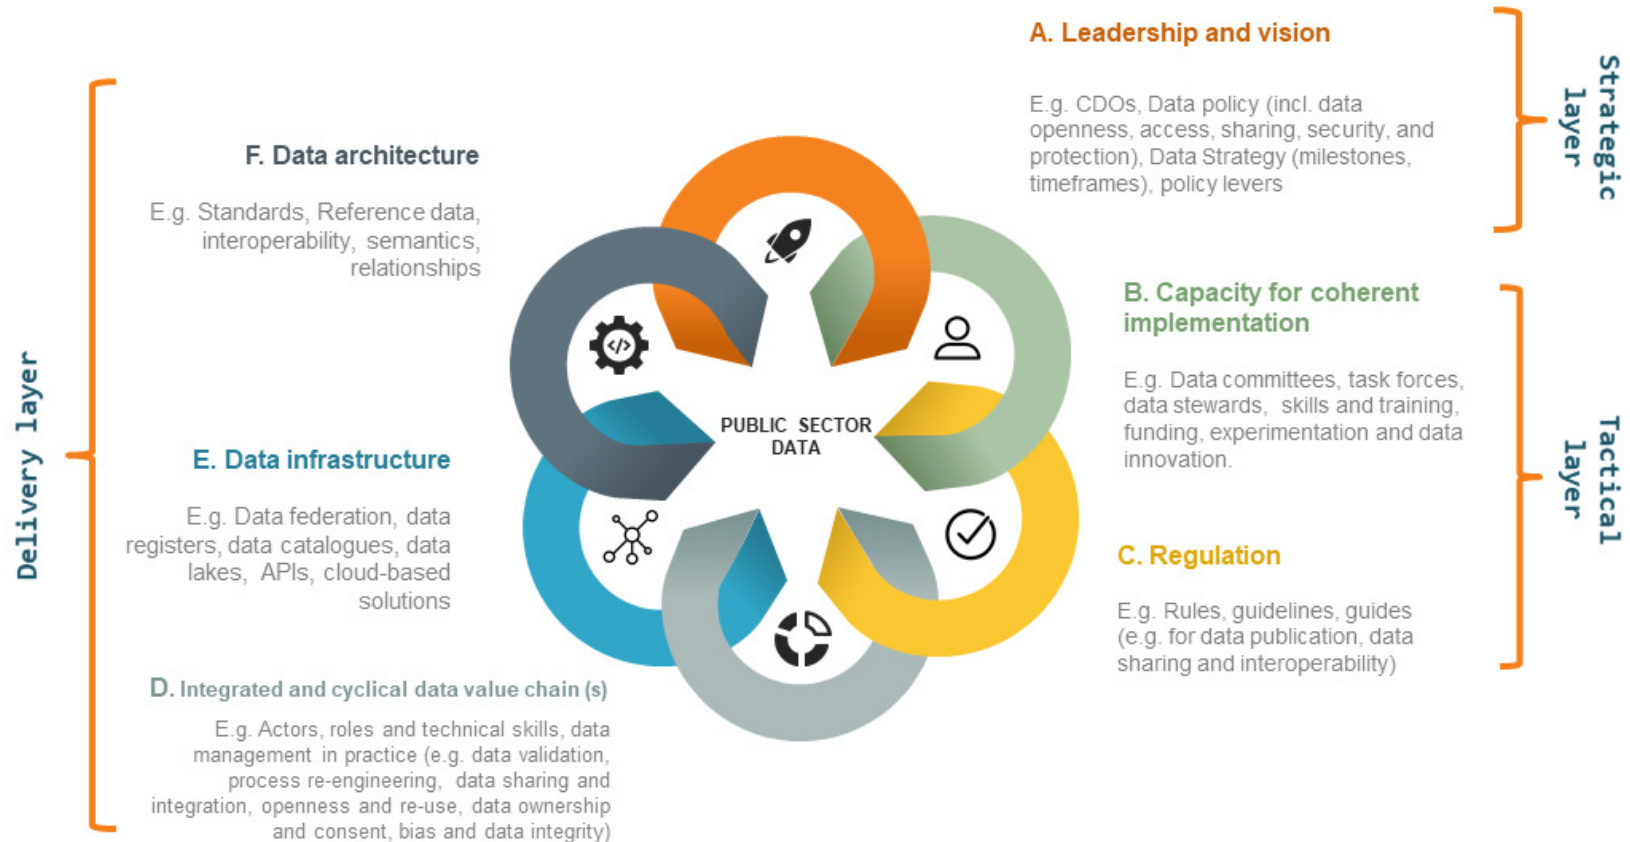 A. Leadership and vision
E.g. CDOs, Data policy (incl. data
openness, access, sharing, security, and
protection), Data Strategy (milestones,
timeframes), policy levers
Strategic
layer
B. Capacity for coherent
implementation
E.g. Data committees, task forces,
data stewards, skills and training,
funding, experimentation and data
innovation.
C. Regulation
E.g. Rules, guidelines, guides
(e.g. for data publication, data
sharing and interoperability)
Tactical
layer
PUBLIC SECTOR
DATA
Delivery layer
F. Data architecture
E.g. Standards, Reference data,
interoperability, semantics,
relationships
E. Data infrastructure
E.g. Data federation, data
registers, data catalogues, data
lakes, APIs, cloud-based
solutions
D. Integrated and cyclical data value chain (s)
E.g. Actors, roles and technical skills, data
management in practice (e.g. data validation,
process re-engineering, data sharing and
integration, openness and re-use, data ownership
and consent, bias and data integrity)